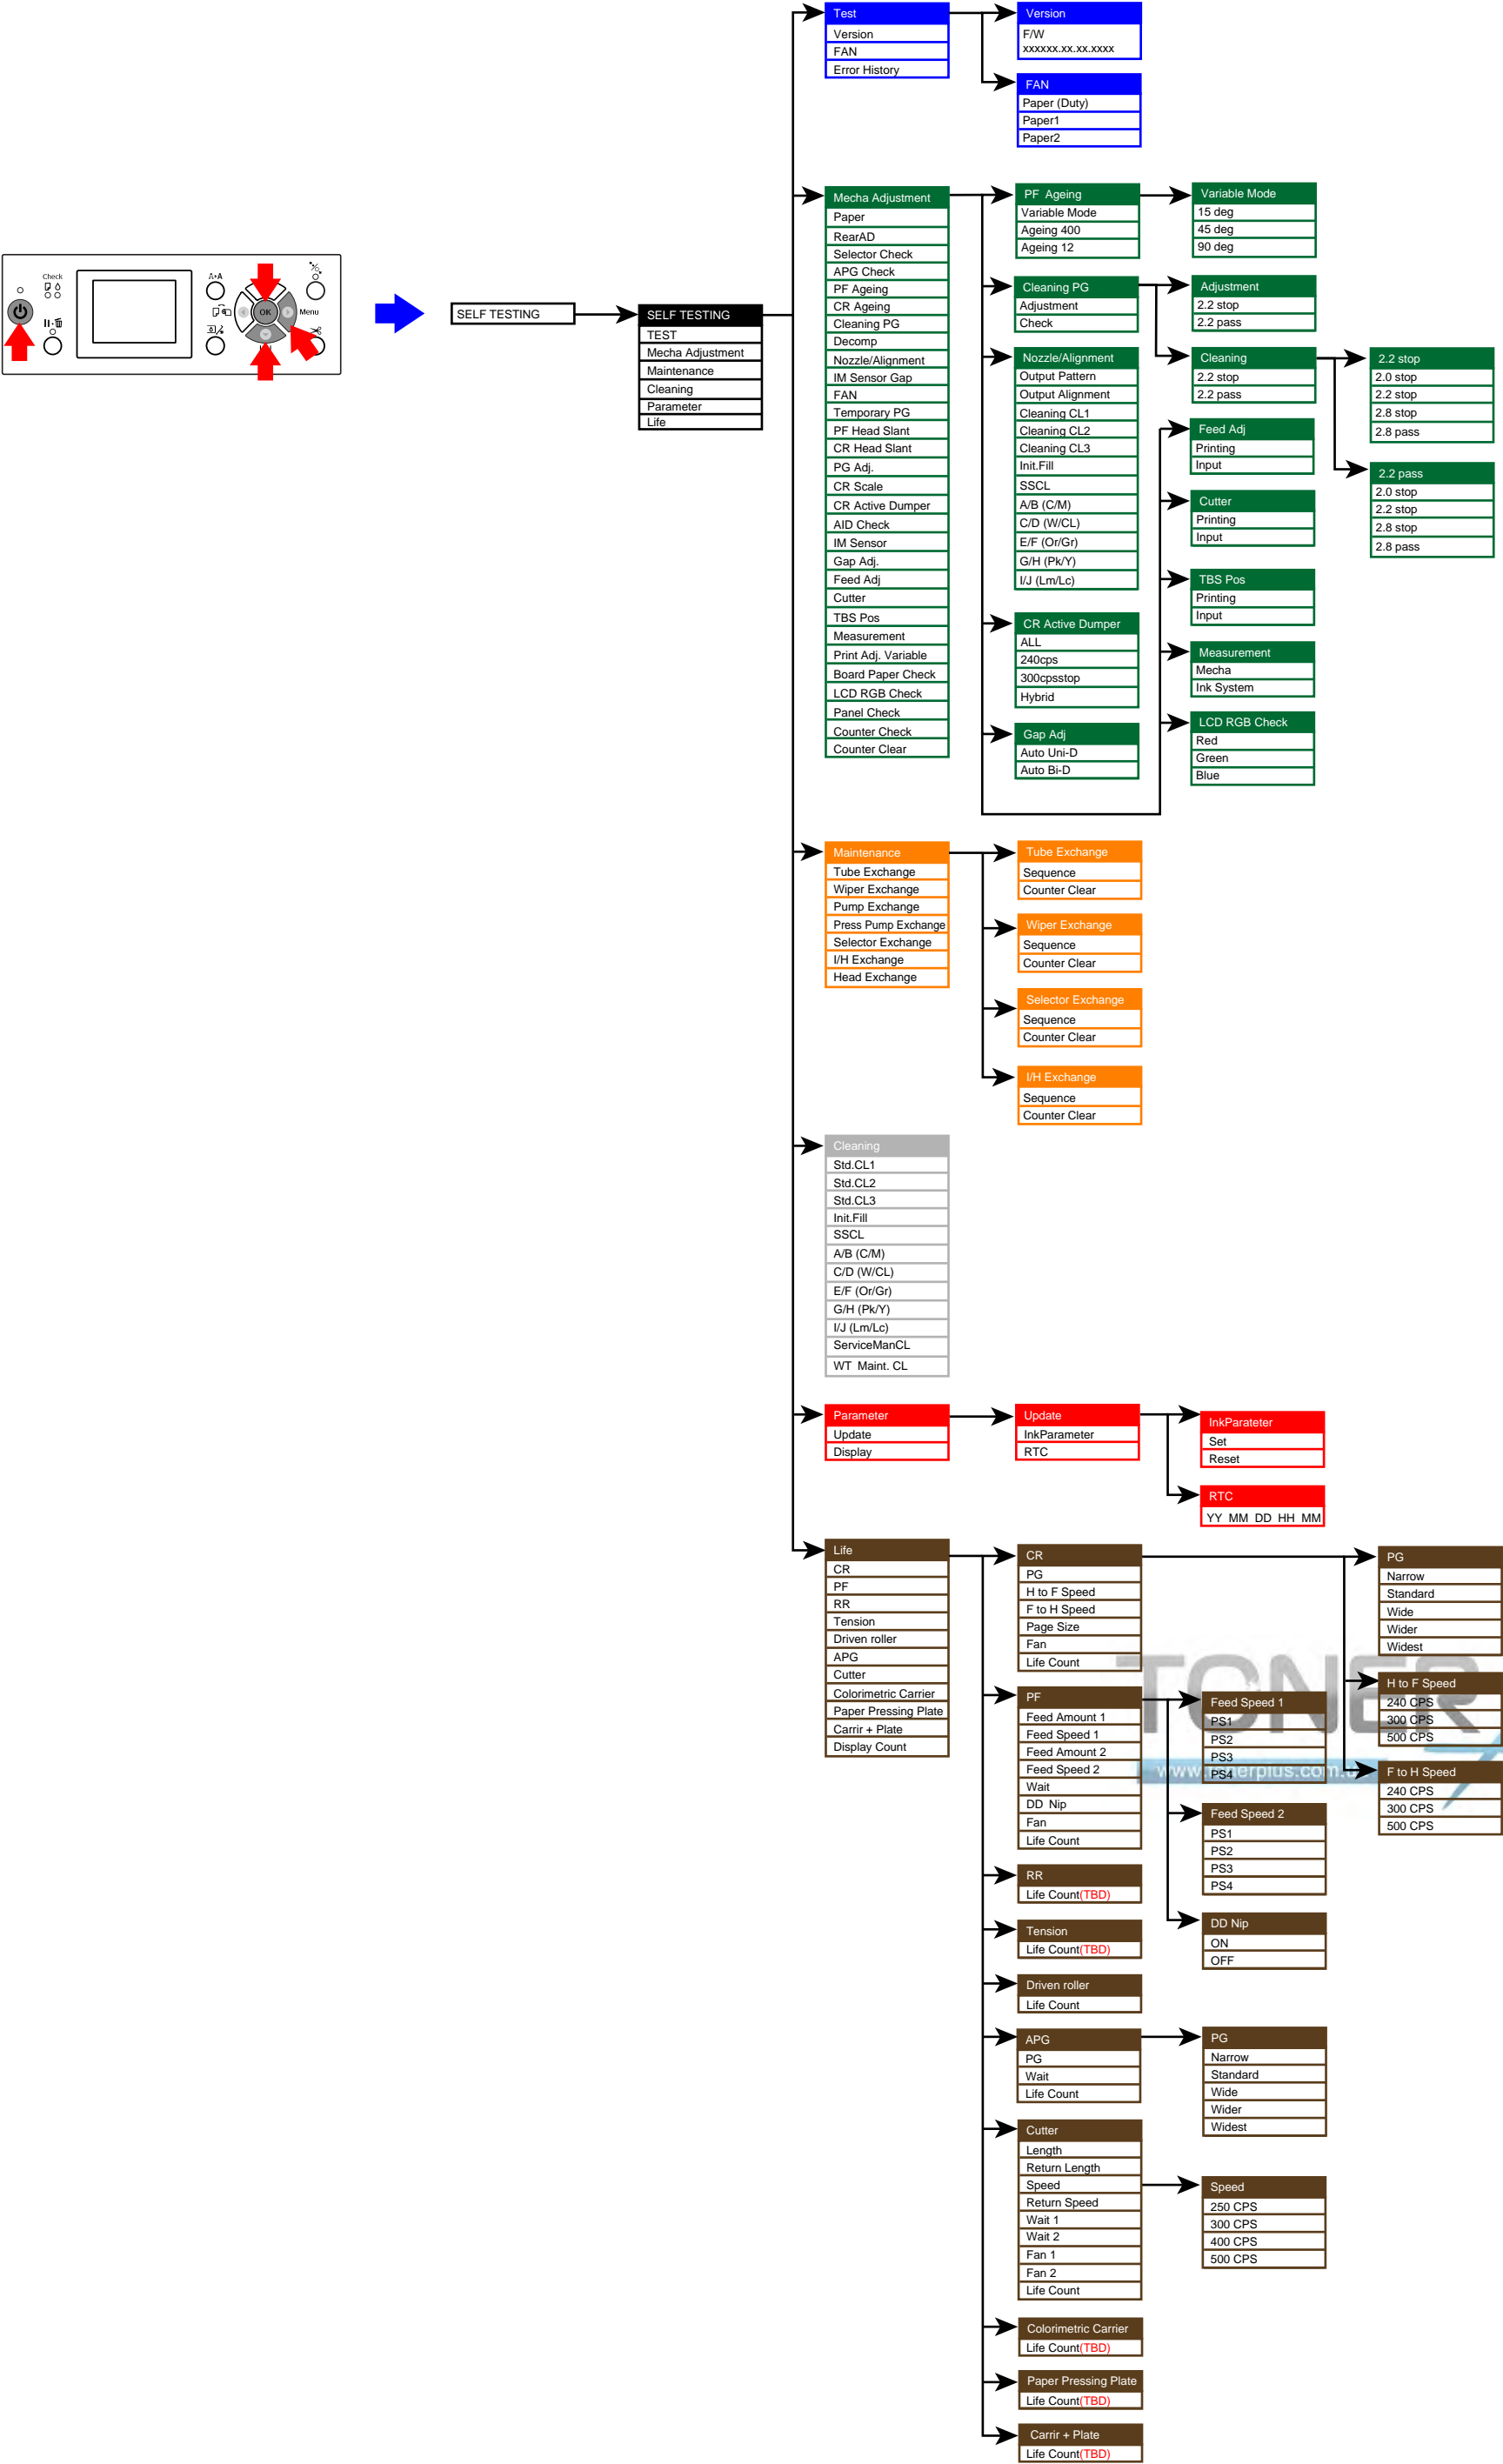 Check
A•A
OK
Menu
SELF TESTING
SELF TESTING
TEST
Mecha Adjustment
Maintenance
Cleaning
Parameter
Life
Test
Version
FAN
Error History
Version
F/W
xxxxxx.xx.xx.xxxx
FAN
Paper (Duty)
Paper1
Paper2
Mecha Adjustment
Paper
RearAD
Selector Check
APG Check
PF Ageing
CR Ageing
Cleaning PG
Decomp
Nozzle/Alignment
IM Sensor Gap
FAN
Temporary PG
PF Head Slant
CR Head Slant
PG Adj.
CR Scale
CR Active Dumper
AID Check
IM Sensor
Gap Adj.
Feed Adj
Cutter
TBS Pos
Measurement
Print Adj. Variable
Board Paper Check
LCD RGB Check
Panel Check
Counter Check
Counter Clear
PF Ageing
Variable Mode
Ageing 400
Ageing 12
Variable Mode
15 deg
45 deg
90 deg
Cleaning PG
Adjustment
Check
Adjustment
2.2 stop
2.2 pass
Cleaning
2.2 stop
2.2 pass
2.2 stop
2.0 stop
2.2 stop
2.8 stop
2.8 pass
2.2 pass
2.0 stop
2.2 stop
2.8 stop
2.8 pass
Nozzle/Alignment
Output Pattern
Output Alignment
Cleaning CL1
Cleaning CL2
Cleaning CL3
Init.Fill
SSCL
A/B (C/M)
C/D (W/CL)
E/F (Or/Gr)
G/H (Pk/Y)
I/J (Lm/Lc)
CR Active Dumper
ALL
240cps
300cpsstop
Hybrid
Gap Adj
Auto Uni-D
Auto Bi-D
Feed Adj
Printing
Input
Cutter
Printing
Input
TBS Pos
Printing
Input
Measurement
Mecha
Ink System
LCD RGB Check
Red
Green
Blue
Maintenance
Tube Exchange
Wiper Exchange
Pump Exchange
Press Pump Exchange
Selector Exchange
I/H Exchange
Head Exchange
Tube Exchange
Sequence
Counter Clear
Wiper Exchange
Sequence
Counter Clear
Selector Exchange
Sequence
Counter Clear
I/H Exchange
Sequence
Counter Clear
Cleaning
Std.CL1
Std.CL2
Std.CL3
Init.Fill
SSCL
A/B (C/M)
C/D (W/CL)
E/F (Or/Gr)
G/H (Pk/Y)
I/J (Lm/Lc)
ServiceManCL
WT Maint. CL
Parameter
Update
Display
Update
InkParameter
RTC
InkParateter
Set
Reset
RTC
YY MM DD HH MM
Life
CR
PF
RR
Tension
Driven roller
APG
Cutter
Colorimetric Carrier
Paper Pressing Plate
Carrir + Plate
Display Count
CR
PG
H to F Speed
F to H Speed
Page Size
Fan
Life Count
PG
Narrow
Standard
Wide
Wider
Widest
H to F Speed
240 CPS
300 CPS
500 CPS
F to H Speed
240 CPS
300 CPS
500 CPS
PF
Feed Amount 1
Feed Speed 1
Feed Amount 2
Feed Speed 2
Wait
DD Nip
Fan
Life Count
Feed Speed 1
PS1
PS2
PS3
PS4
Feed Speed 2
PS1
PS2
PS3
PS4
DD Nip
ON
OFF
RR
Life Count(TBD)
Tension
Life Count(TBD)
Driven roller
Life Count
APG
PG
Wait
Life Count
PG
Narrow
Standard
Wide
Wider
Widest
Cutter
Length
Return Length
Speed
Return Speed
Wait 1
Wait 2
Fan 1
Fan 2
Life Count
Speed
250 CPS
300 CPS
400 CPS
500 CPS
Colorimetric Carrier
Life Count(TBD)
Paper Pressing Plate
Life Count(TBD)
Carrir + Plate
Life Count(TBD)
TONER